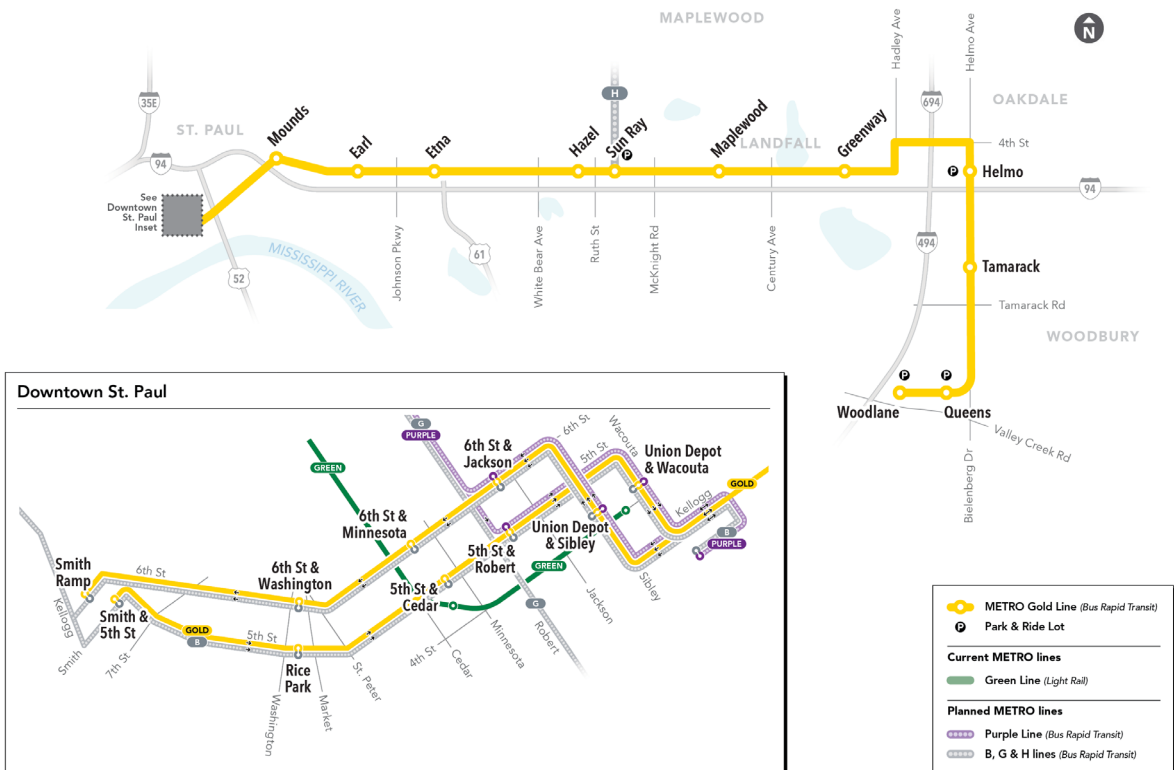 MAPLEWOOD
N
Hadley Ave
Helmo Ave
35E
H
694
OAKDALE
ST. PAUL
Mounds
Earl
Etna
Hazel
Sun Ray
P
Maplewood
LANDFALL
Greenway
4th St
94
P
Helmo
94
See
Downtown
St. Paul
Inset
MISSISSIPPI RIVER
52
61
Johnson Pkwy
White Bear Ave
Ruth St
McKnight Rd
Century Ave
494
Tamarack
Tamarack Rd
WOODBURY
P
P
Woodlane
Queens
Valley Creek Rd
Bielenberg Dr
Downtown St. Paul
G
PURPLE
GREEN
6th St &
Jackson
6th St
5th St
Wacouta
Union Depot
& Wacouta
Kellogg
GOLD
6th St &
Minnesota
Union Depot
& Sibley
B
PURPLE
5th St &
Robert
GREEN
Sibley
Smith
Ramp
6th St
6th St &
Washington
5th St &
Cedar
Jackson
G
Kellogg
Smith &
5th St
GOLD
B
5th St
Smith
7th St
Rice
Park
St. Peter
4th St
Cedar
Minnesota
Robert
Washington
Market
METRO Gold Line (Bus Rapid Transit)
P
Park & Ride Lot
Current METRO lines
Green Line (Light Rail)
Planned METRO lines
Purple Line (Bus Rapid Transit)
B, G & H lines (Bus Rapid Transit)